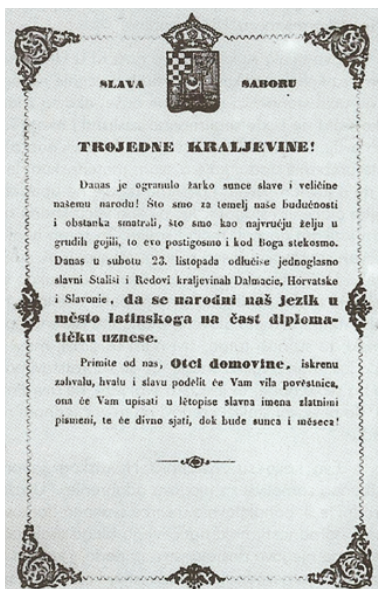 SLAVA SABORU
TROJEDNE KRALJEVINE!
Danas je ogranulo žarko sunce slave i veličine
našemu narodu! Što smo za temelj naše budućnosti
i obstanka smatrali, što smo kao najvrućju želju u
grudih gojili, to evo postigosmo i kod Boga stekosmo.
Danas u subotu 23. listopada odlučiše jednoglasno
slavni Stališi i Redovi kraljevinah Dalmacie, Horvatske
i Slavonie, da se narodni naš jezik u
město latinskoga na čast diploma-
tičku uznese.
Primite od nas, Otci domovine, iskrenu
zahvalu, hvalu i slavu podělit će Vam vila pověstnica,
ona će Vam upisati u lětopise slavna imena zlatnimi
pismeni, te će divno sjati, dok bude sunca i měseca!